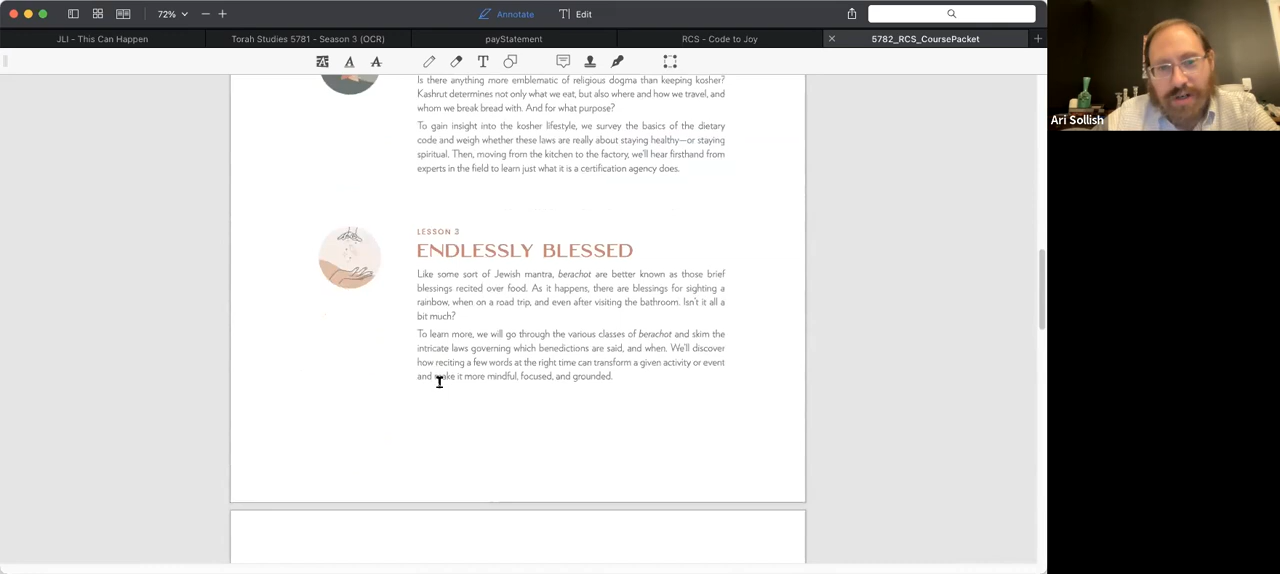 72%
Annotate
Edit
JLI - This Can Happen
Torah Studies 5781 - Season 3 (OCR)
payStatement
RCS - Code to Joy
5782_RCS_CoursePacket
Ari Sollish
Is there anything more emblematic of religious dogma than keeping kosher?
Kashrut determines not only what we eat, but also where and how we travel, and
whom we break bread with. And for what purpose?
To gain insight into the kosher lifestyle, we survey the basics of the dietary
code and weigh whether these laws are really about staying healthy—or staying
spiritual. Then, moving from the kitchen to the factory, we'll hear firsthand from
experts in the field to learn just what it is a certification agency does.
LESSON 3
ENDLESSLY BLESSED
Like some sort of Jewish mantra, berachot are better known as those brief
blessings recited over food. As it happens, there are blessings for sighting a
rainbow, when on a road trip, and even after visiting the bathroom. Isn't it all a
bit much?
To learn more, we will go through the various classes of berachot and skim the
intricate laws governing which benedictions are said, and when. We'll discover
how reciting a few words at the right time can transform a given activity or event
and make it more mindful, focused, and grounded.